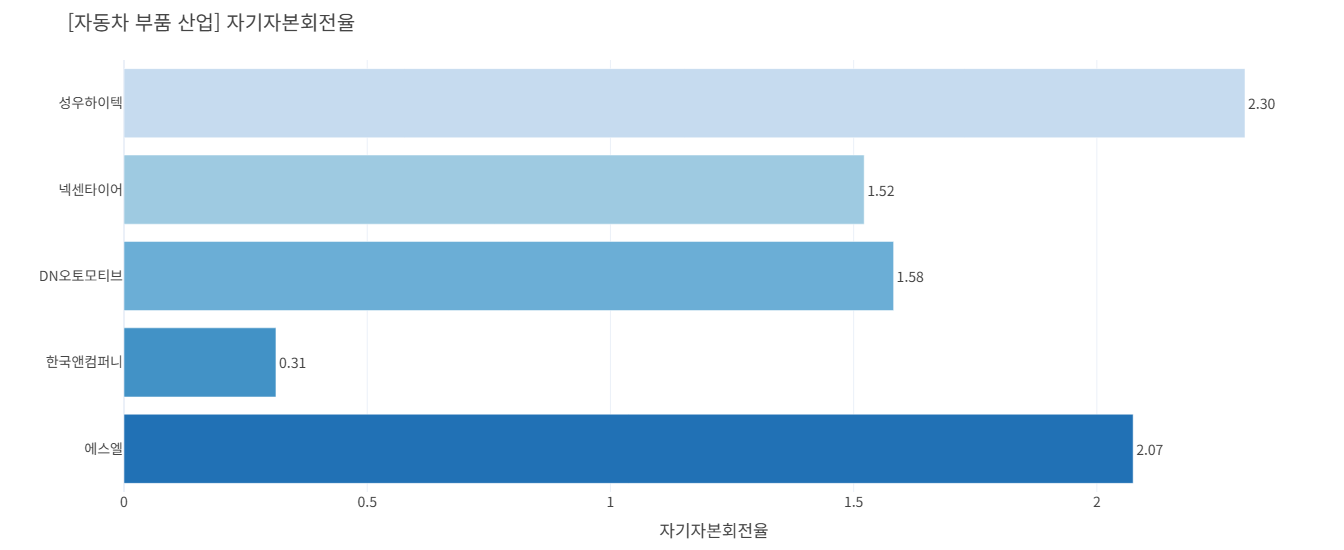 [자동차 부품 산업] 자기자본회전율
성우하이텍 2.30
넥센타이어 1.52
DN오토모티브 1.58
한국앤컴퍼니 0.31
에스엘 2.07
0 0.5 1 1.5 2
자기자본회전율